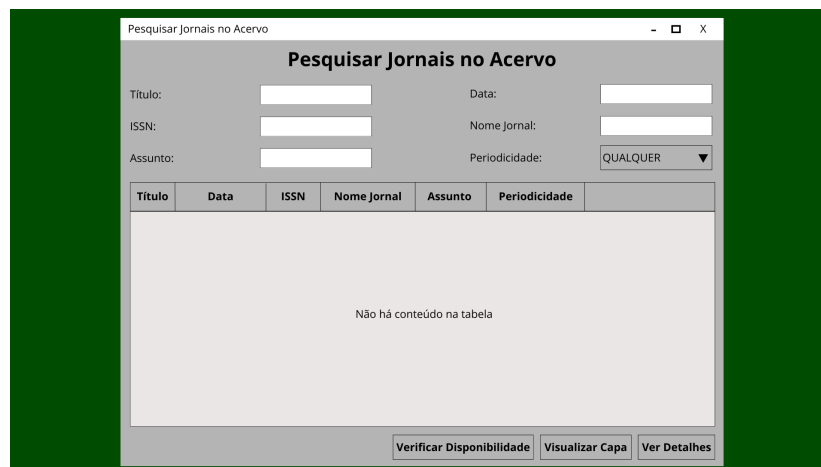 Pesquisar Jornais no Acervo - X
Pesquisar Jornais no Acervo
Título: Data:
ISSN: Nome Jornal:
Assunto: Periodicidade: QUALQUER
Título Data ISSN Nome Jornal Assunto Periodicidade
Não há conteúdo na tabela
Verificar Disponibilidade Visualizar Capa Ver Detalhes